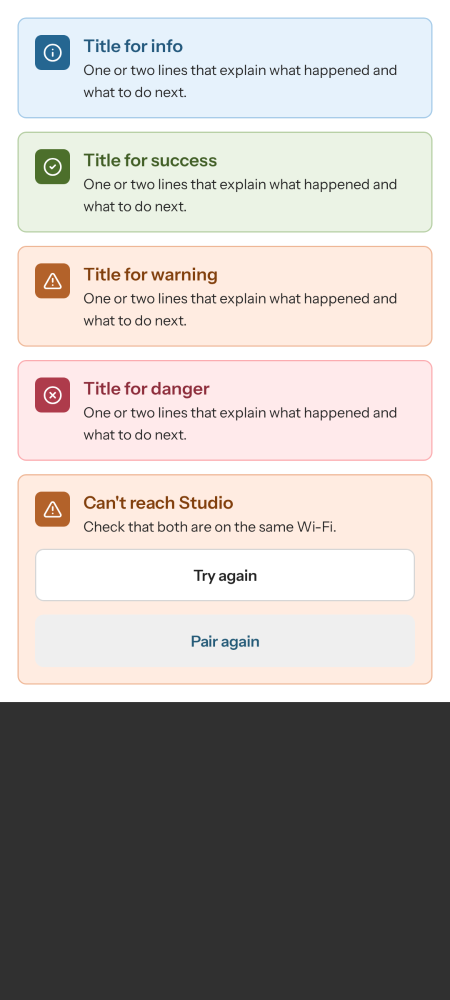 Title for info
One or two lines that explain what happened and
what to do next.
Title for success
One or two lines that explain what happened and
what to do next.
Title for warning
One or two lines that explain what happened and
what to do next.
Title for danger
One or two lines that explain what happened and
what to do next.
Can't reach Studio
Check that both are on the same Wi-Fi.
Try again
Pair again